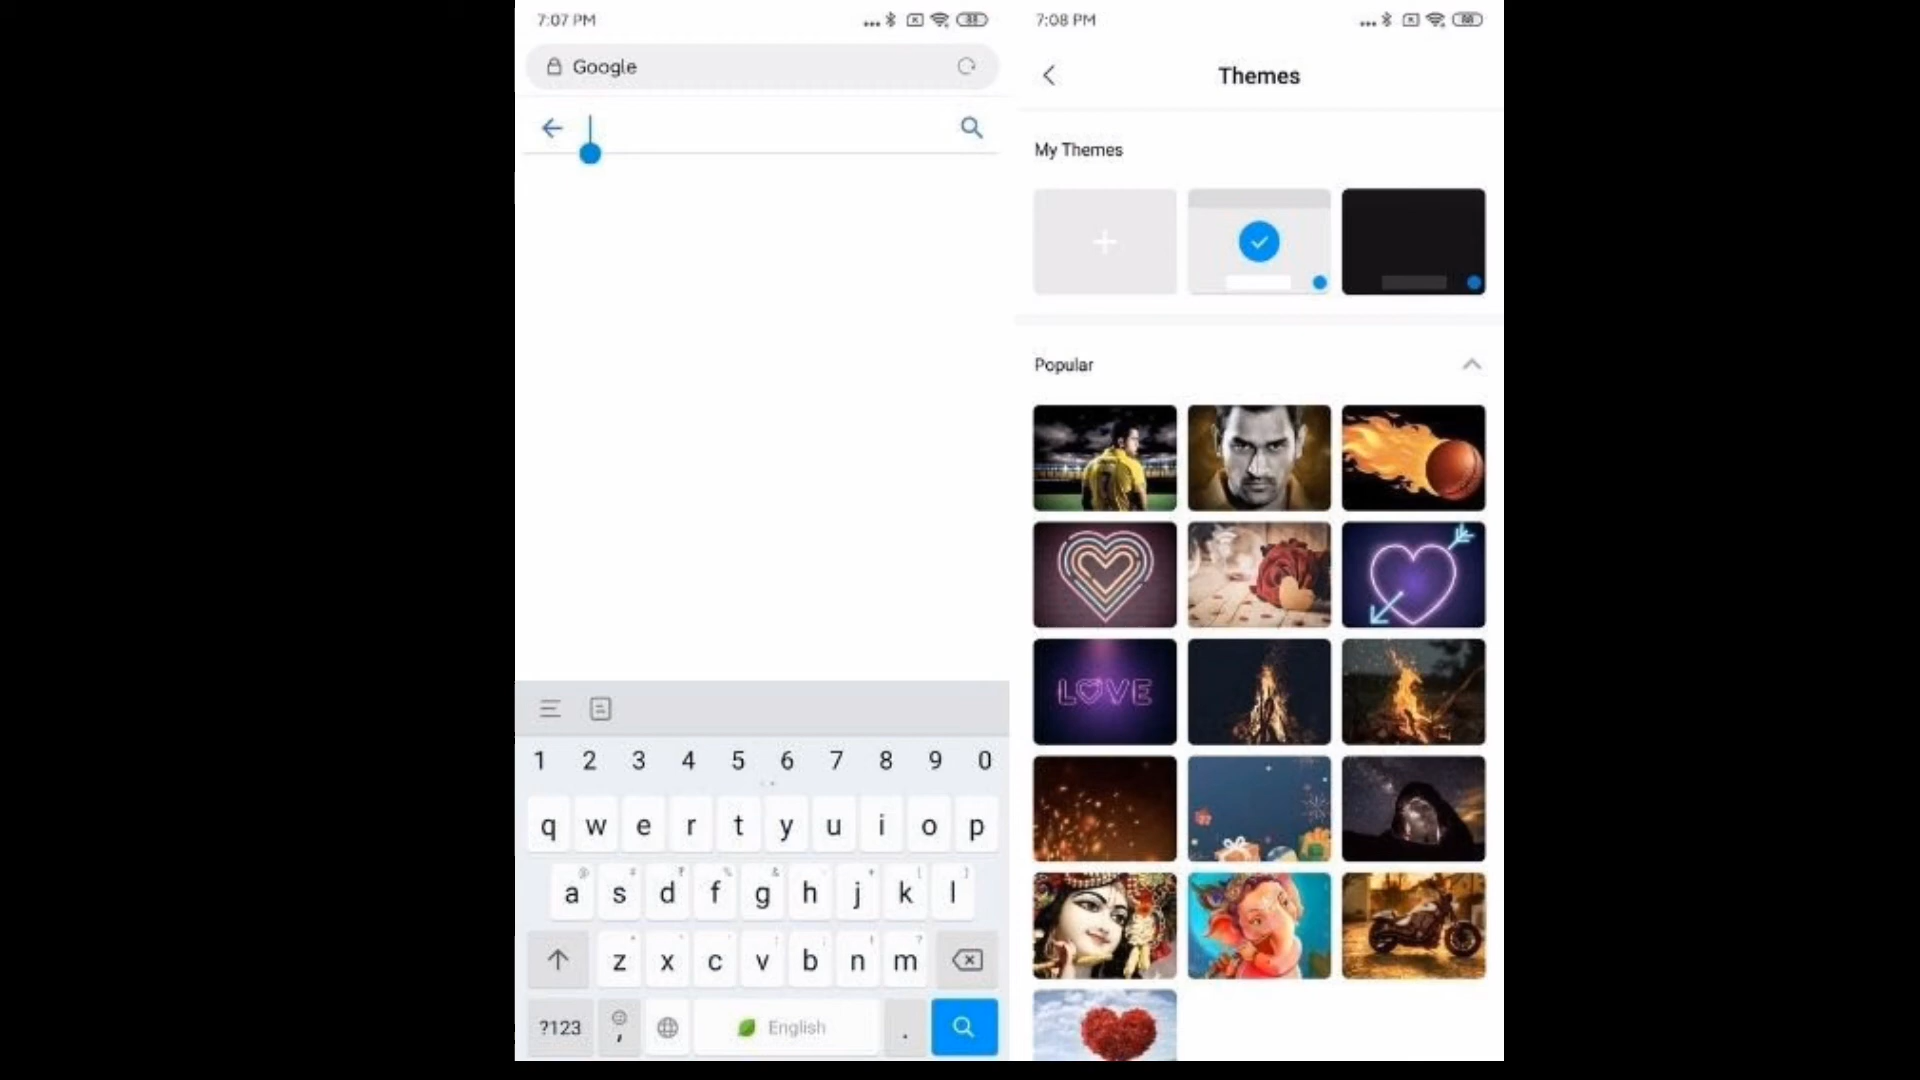 7:07 PM
Google
1 2 3 4 5 6 7 8 9 0
q w e r t y u i o p
a s d f g h j k l
z x c v b n m
?123 , English .
7:08 PM
Themes
My Themes
Popular
7
LOVE